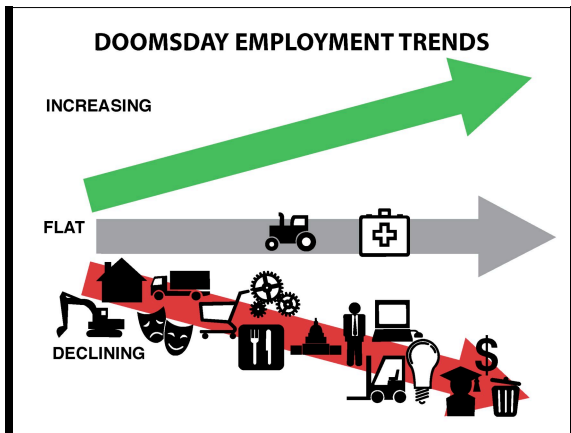 DOOMSDAY EMPLOYMENT TRENDS
INCREASING
FLAT
DECLINING
$